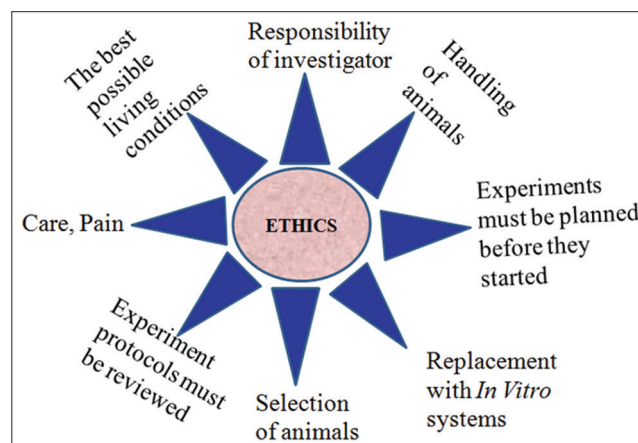 Responsibility
of investigator
Handling
of
animals
Experiments
must be planned
before they
started
Replacement
with In Vitro
systems
Selection
of animals
Experiment
protocols must
be reviewed
Care, Pain
The best
possible
living
conditions
ETHICS